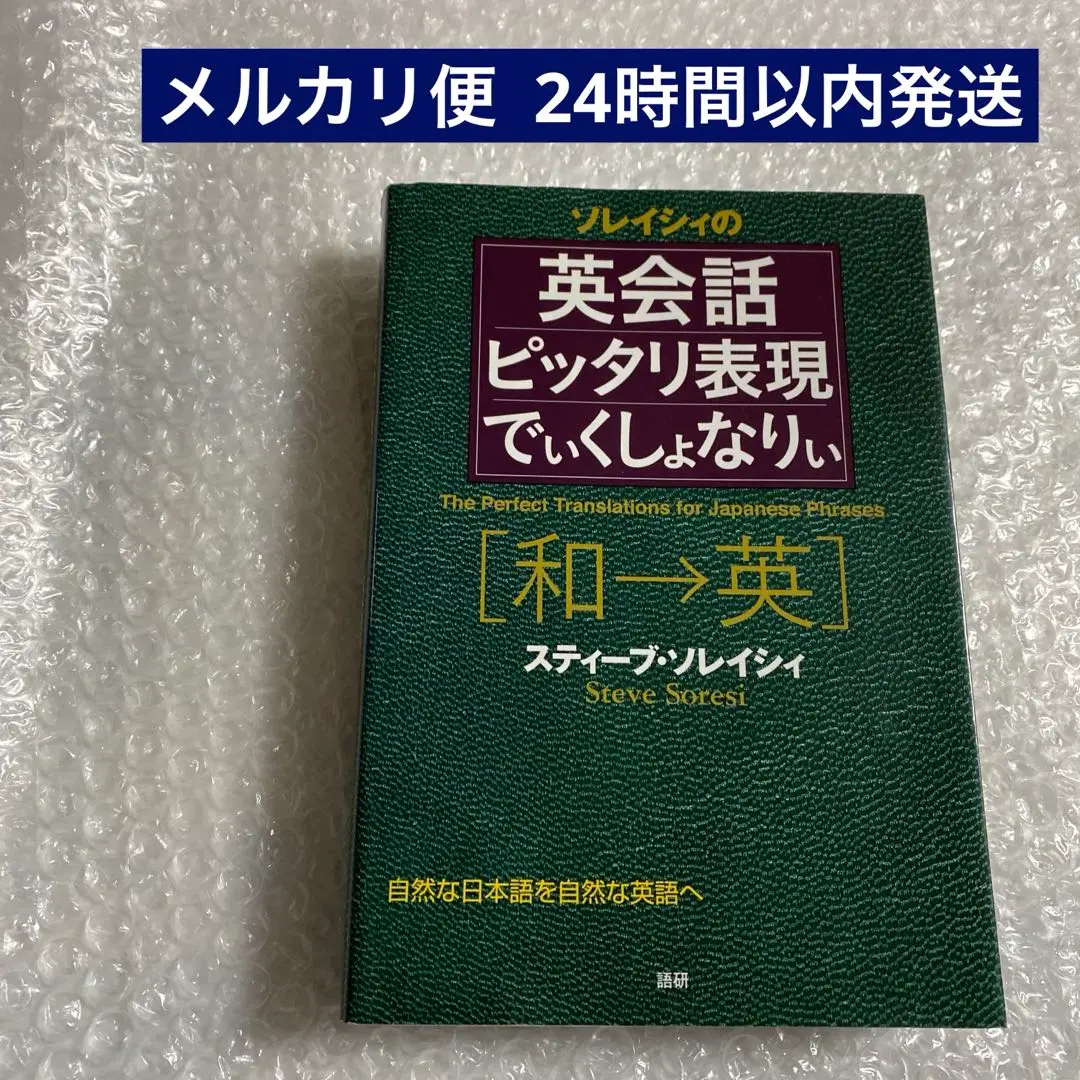 メルカリ便 24時間以内発送
ソレイシィの
英会話
ピッタリ表現
でぃくしょなりぃ
The Perfect Translations for Japanese Phrases
[和→英]
スティーブ・ソレイシィ
Steve Soresi
自然な日本語を自然な英語へ
語研